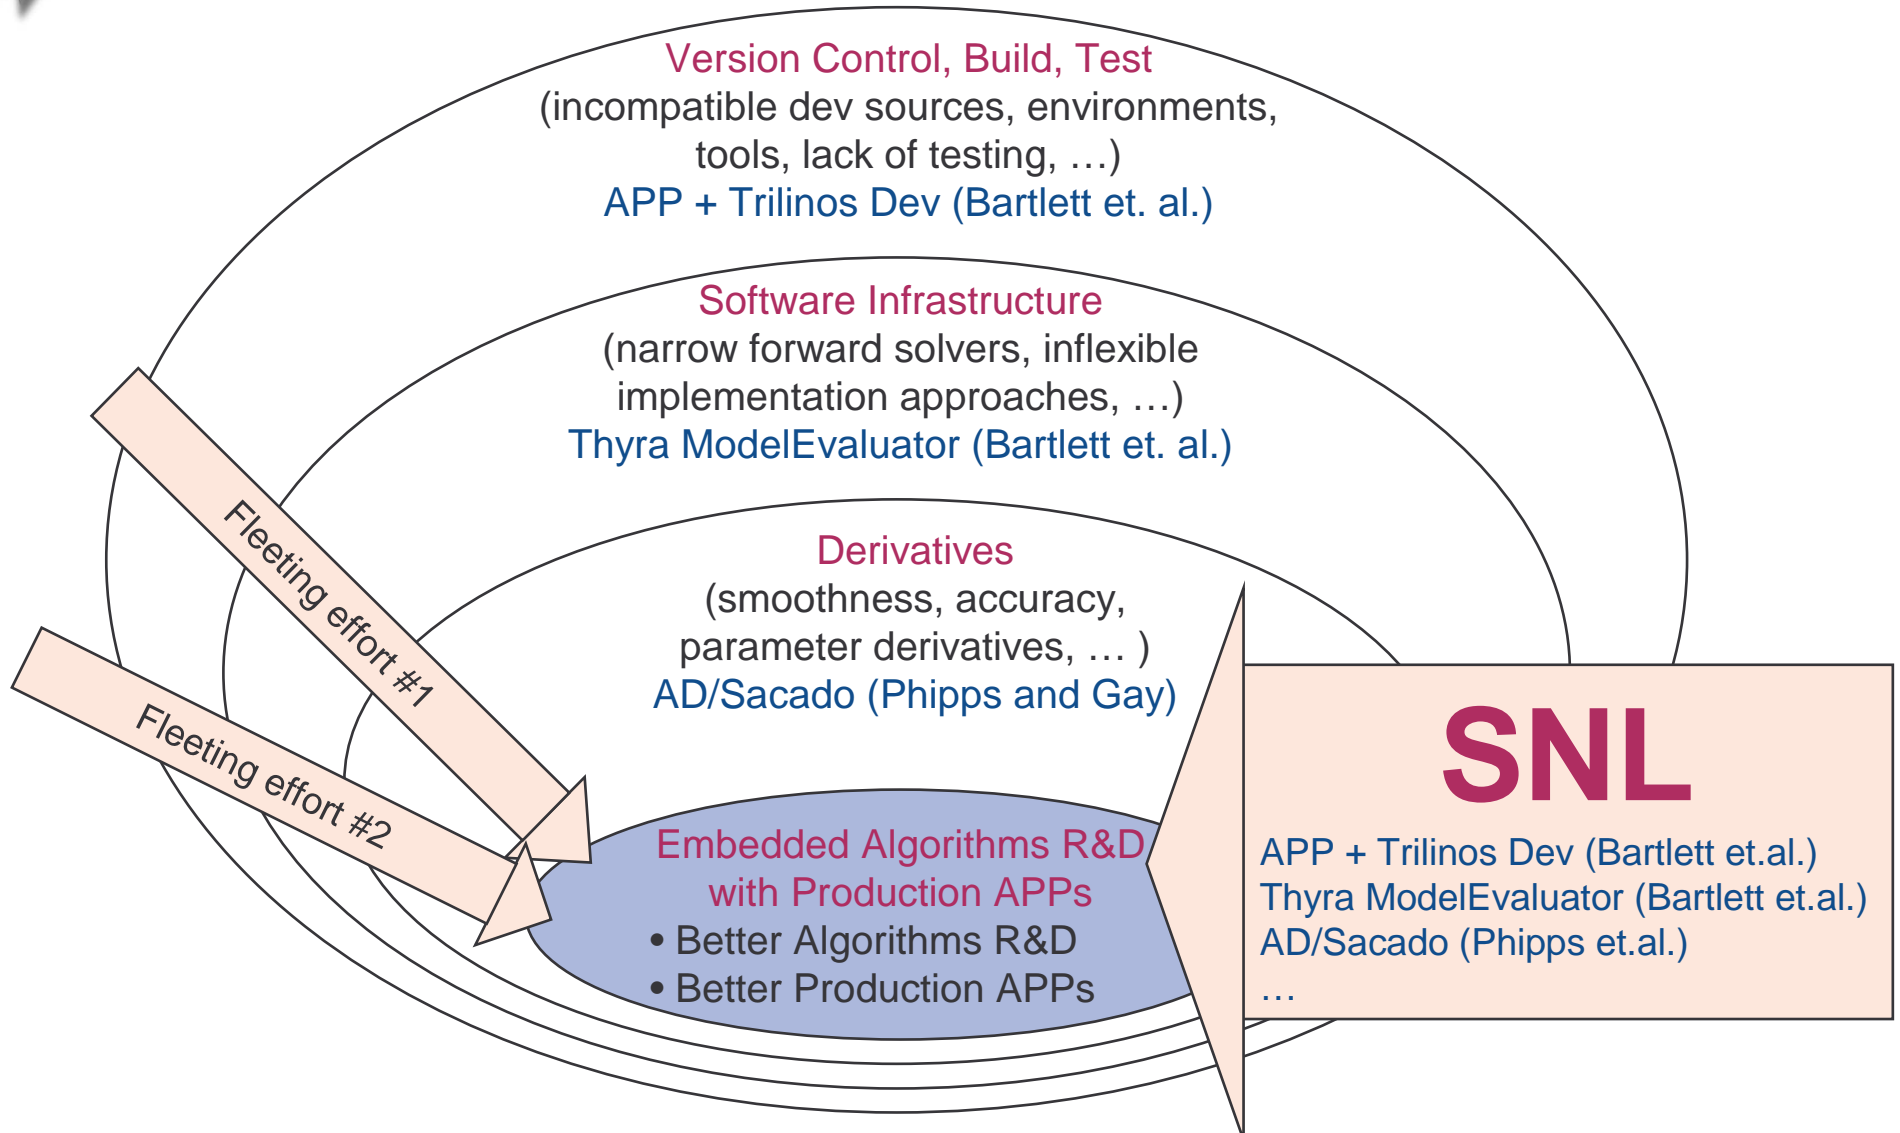 Version Control, Build, Test
(incompatible dev sources, environments,
tools, lack of testing, …)
APP + Trilinos Dev (Bartlett et. al.)
Software Infrastructure
(narrow forward solvers, inflexible
implementation approaches, …)
Thyra ModelEvaluator (Bartlett et. al.)
Derivatives
(smoothness, accuracy,
parameter derivatives, … )
AD/Sacado (Phipps and Gay)
Fleeting effort #1
Fleeting effort #2
Embedded Algorithms R&D
with Production APPs
• Better Algorithms R&D
• Better Production APPs
SNL
APP + Trilinos Dev (Bartlett et.al.)
Thyra ModelEvaluator (Bartlett et.al.)
AD/Sacado (Phipps et.al.)
…